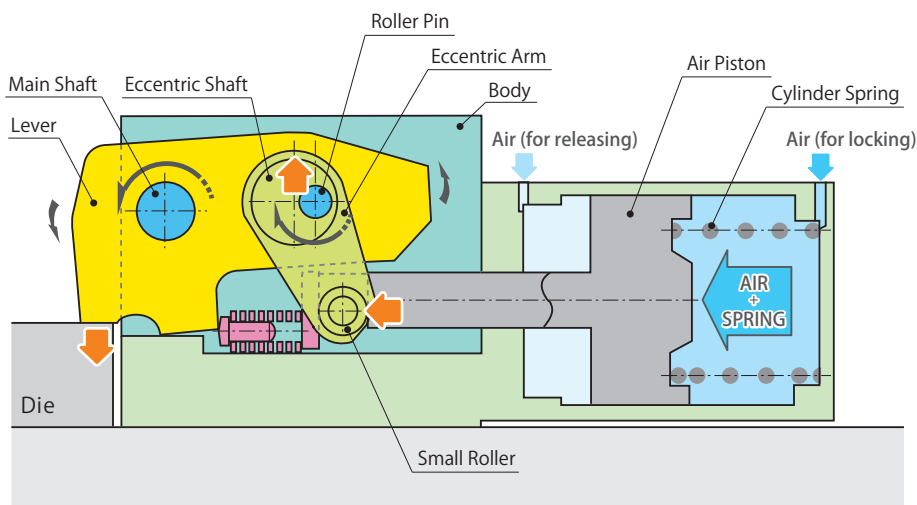 Roller Pin
Main Shaft
Eccentric Shaft
Eccentric Arm
Air Piston
Lever
Body
Cylinder Spring
Air (for releasing)
Air (for locking)
AIR
+
SPRING
Die
Small Roller